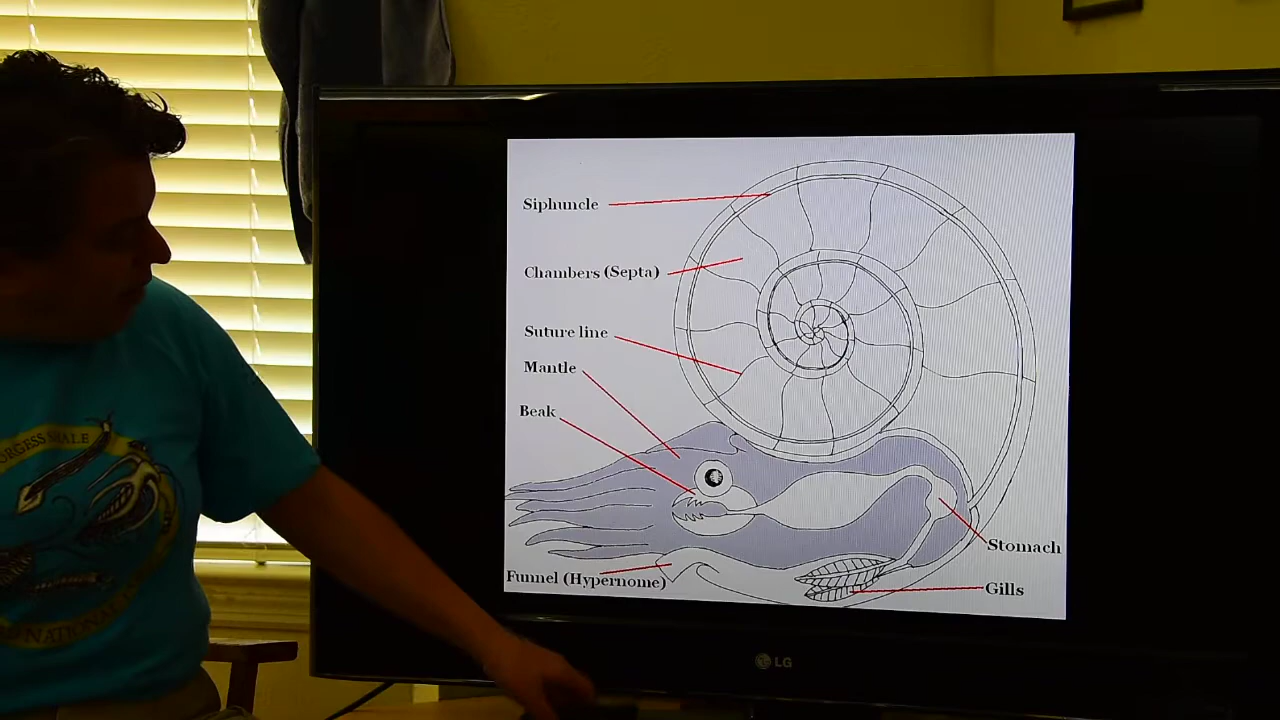 Siphuncle
Chambers (Septa)
Suture line
Mantle
Beak
Funnel (Hypernome)
Stomach
Gills
LG